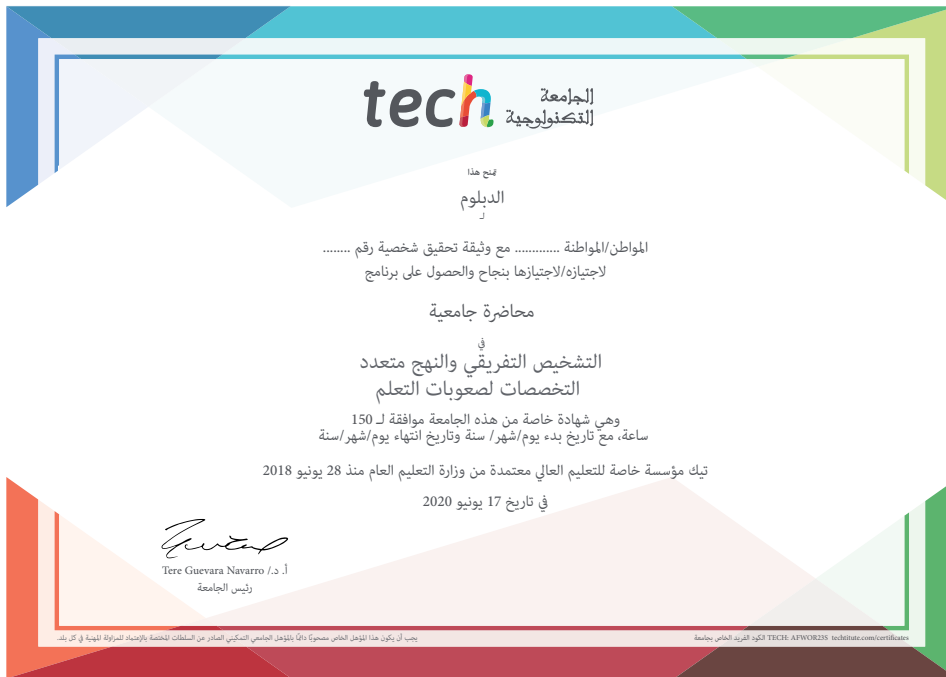 tech الجامعة
التكنولوجية
يمنح هذا
الدبلوم
لـ
المواطن/المواطنة ............. مع وثيقة تحقيق شخصية رقم ........
لاجتيازه/لاجتيازها بنجاح والحصول على برنامج
محاضرة جامعية
في
التشخيص التفريقي والنهج متعدد
التخصصات لصعوبات التعلم
وهي شهادة خاصة من هذه الجامعة موافقة لـ 150
ساعة، مع تاريخ بدء يوم/شهر/ سنة وتاريخ انتهاء يوم/شهر/سنة
تيك مؤسسة خاصة للتعليم العالي معتمدة من وزارة التعليم العام منذ 28 يونيو 2018
في تاريخ 17 يونيو 2020
أ. د./ Tere Guevara Navarro
رئيس الجامعة
يجب أن يكون هذا المؤهل الخاص مصحوبًا دائمًا بالمؤهل الجامعي التمكيني الصادر عن السلطات المختصة بالإعتماد للمزاولة المهنية في كل بلد.
الكود الفريد الخاص بجامعة TECH: AFWOR235 techtitute.com/certificates